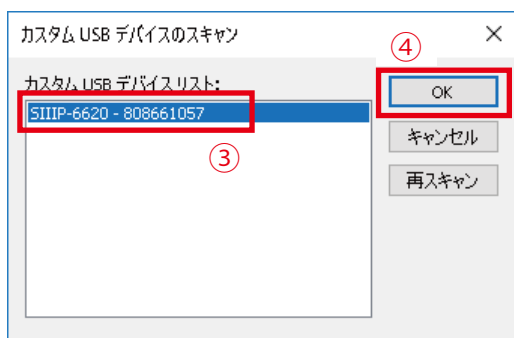 カスタム USB デバイスのスキャン
④
カスタム USB デバイス リスト:
OK
SIIIP-6620 - 808661057
③
キャンセル
再スキャン